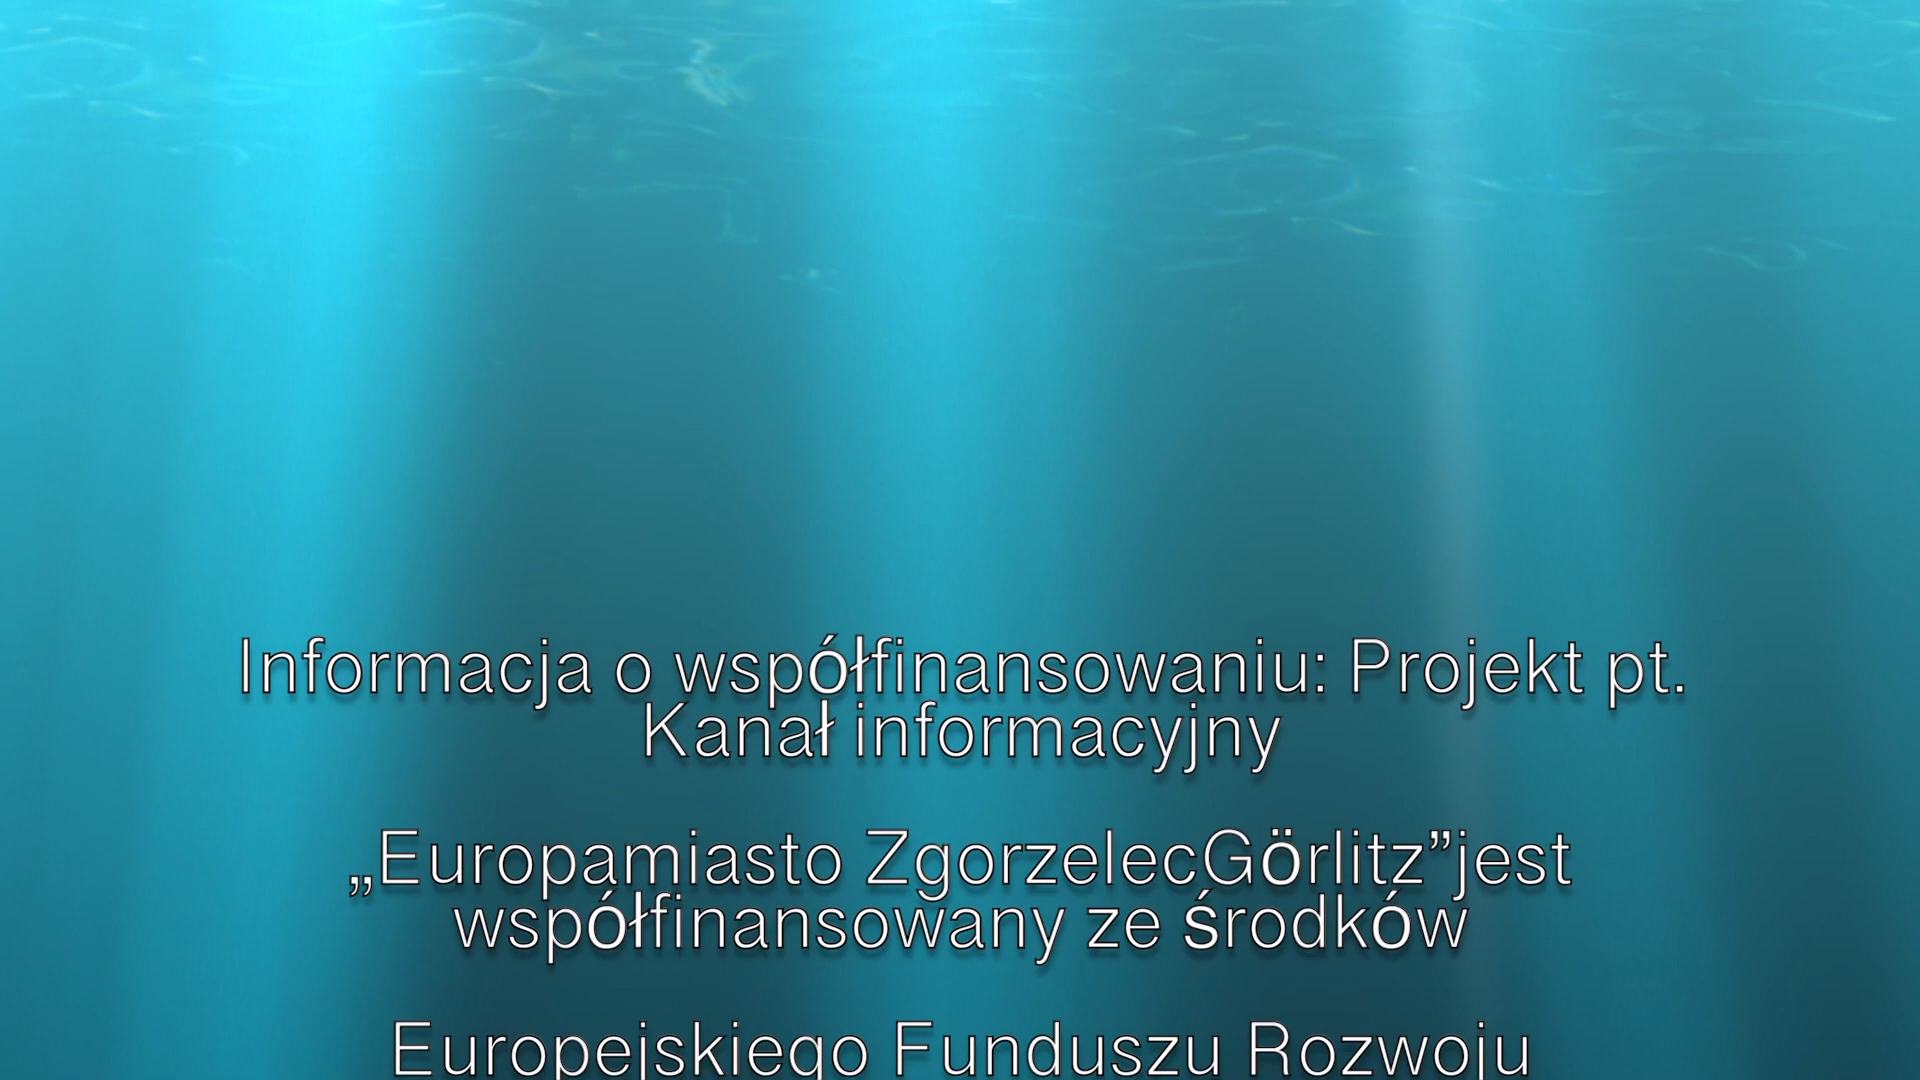 Informacja o współfinansowaniu: Projekt pt.
Kanał informacyjny
„Europamiasto ZgorzelecGörlitz”jest
współfinansowany ze środków
Europejskiego Funduszu Rozwoju